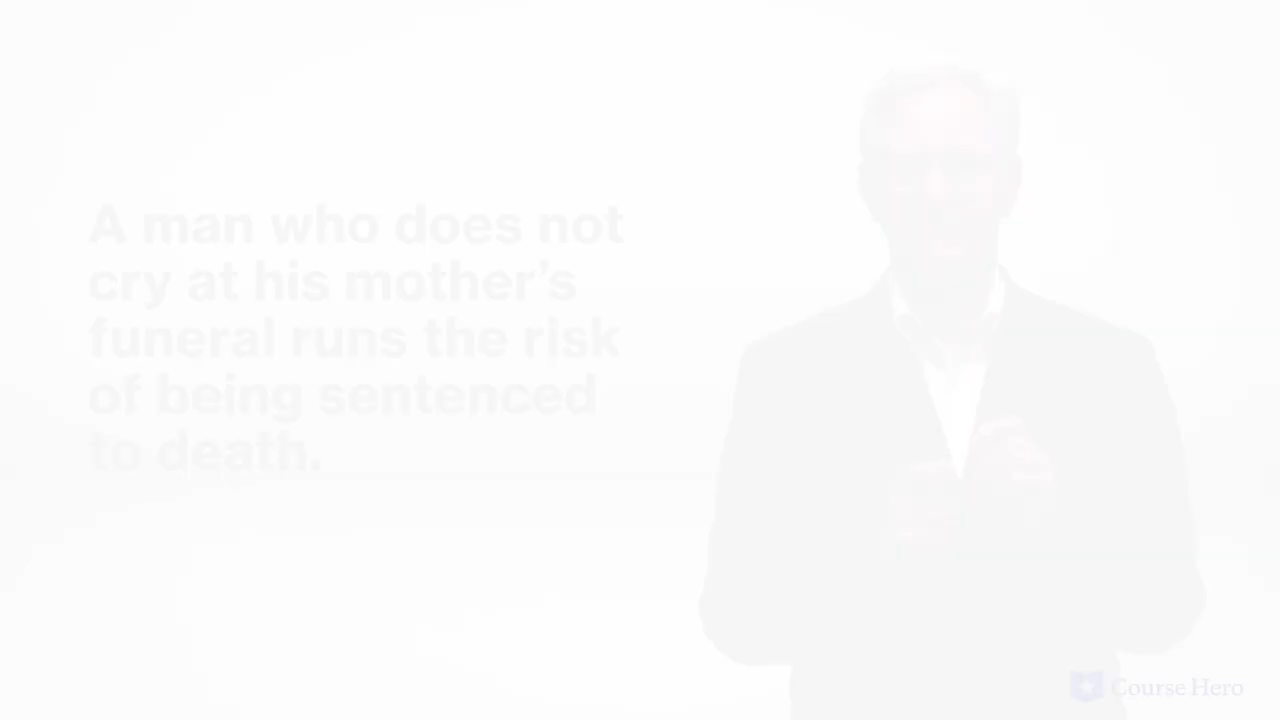 A man who does not
cry at his mother’s
funeral runs the risk
of being sentenced
to death.
Course Hero